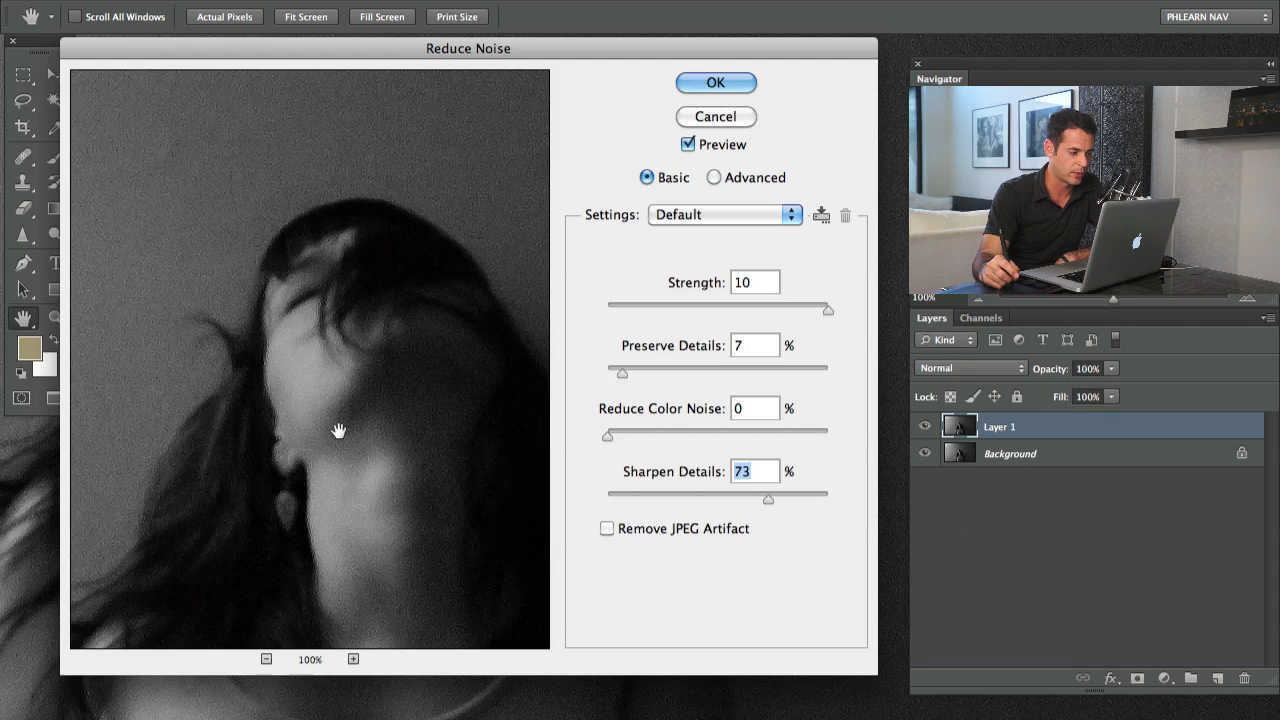 Scroll All Windows
Actual Pixels
Fit Screen
Fill Screen
Print Size
PHLEARN NAV
Reduce Noise
OK
Cancel
Preview
Basic
Advanced
Settings: Default
Strength: 10
Preserve Details: 7 %
Reduce Color Noise: 0 %
Sharpen Details: 73 %
Remove JPEG Artifact
100%
Navigator
100%
Layers
Channels
Kind
T
Normal
Opacity: 100%
Lock:
Fill: 100%
Layer 1
Background
fx